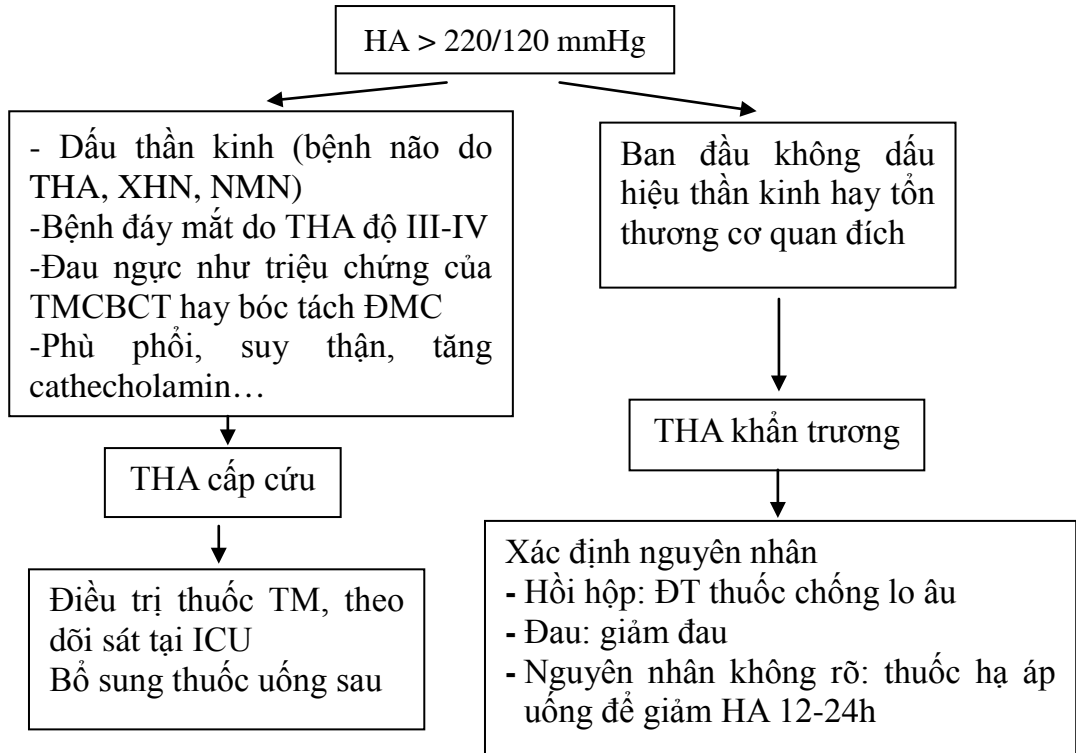 HA > 220/120 mmHg
- Dấu thần kinh (bệnh não do
THA, XHN, NMN)
-Bệnh đáy mắt do THA độ III-IV
-Đau ngực như triệu chứng của
TMCBCT hay bóc tách ĐMC
-Phù phổi, suy thận, tăng
cathecholamin…
THA cấp cứu
Điều trị thuốc TM, theo
dõi sát tại ICU
Bổ sung thuốc uống sau
Ban đầu không dấu
hiệu thần kinh hay tổn
thương cơ quan đích
THA khẩn trương
Xác định nguyên nhân
- Hồi hộp: ĐT thuốc chống lo âu
- Đau: giảm đau
- Nguyên nhân không rõ: thuốc hạ áp
uống để giảm HA 12-24h